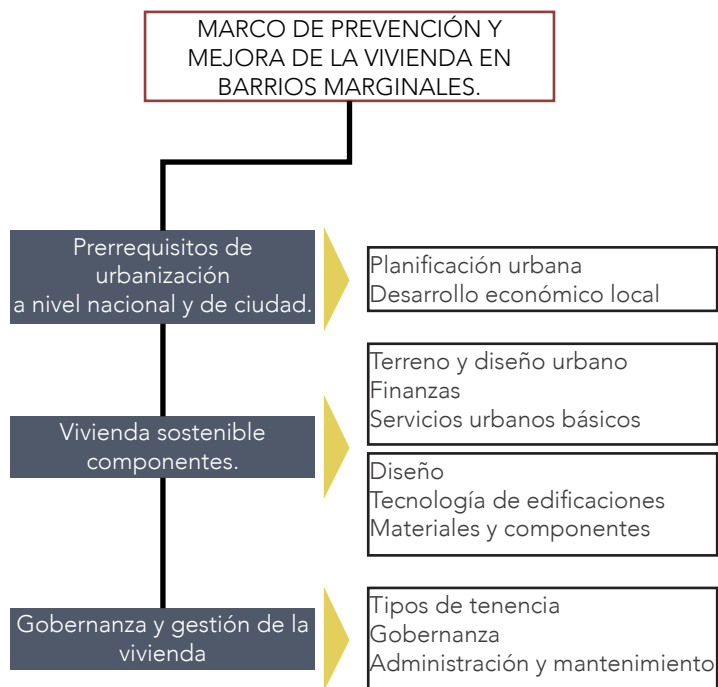 MARCO DE PREVENCIÓN Y
MEJORA DE LA VIVIENDA EN
BARRIOS MARGINALES.
Prerrequisitos de
urbanización
a nivel nacional y de ciudad.
Planificación urbana
Desarrollo económico local
Vivienda sostenible
componentes.
Terreno y diseño urbano
Finanzas
Servicios urbanos básicos
Diseño
Tecnología de edificaciones
Materiales y componentes
Gobernanza y gestión de la
vivienda
Tipos de tenencia
Gobernanza
Administración y mantenimiento